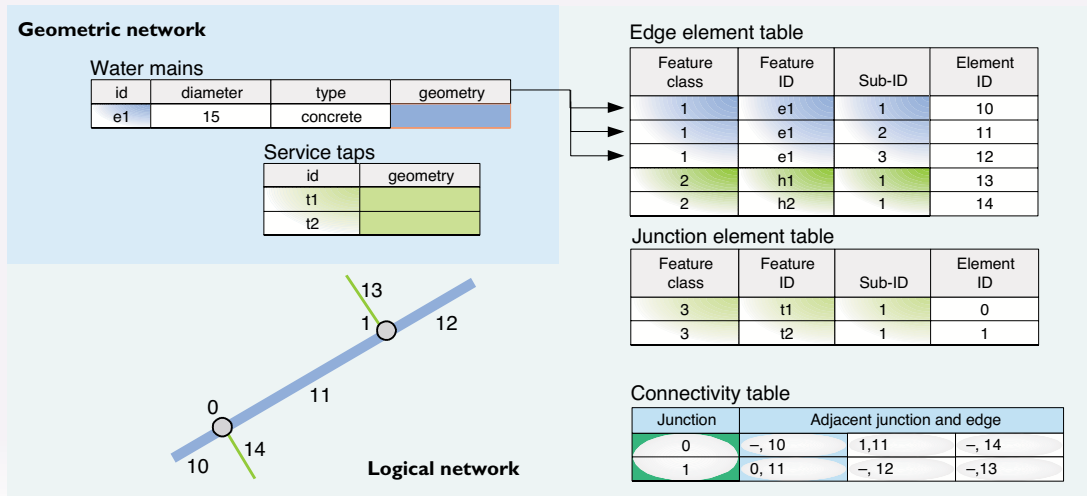 Geometric network
Water mains
id diameter type geometry
e1 15 concrete
Service taps
id geometry
t1
t2
Edge element table
Feature class Feature ID Sub-ID Element ID
1 e1 1 10
1 e1 2 11
1 e1 3 12
2 h1 1 13
2 h2 1 14
Junction element table
Feature class Feature ID Sub-ID Element ID
3 t1 1 0
3 t2 1 1
Connectivity table
Junction Adjacent junction and edge
0 –, 10 1,11 –, 14
1 0, 11 –, 12 –,13
13
1
12
11
0
14
10
Logical network